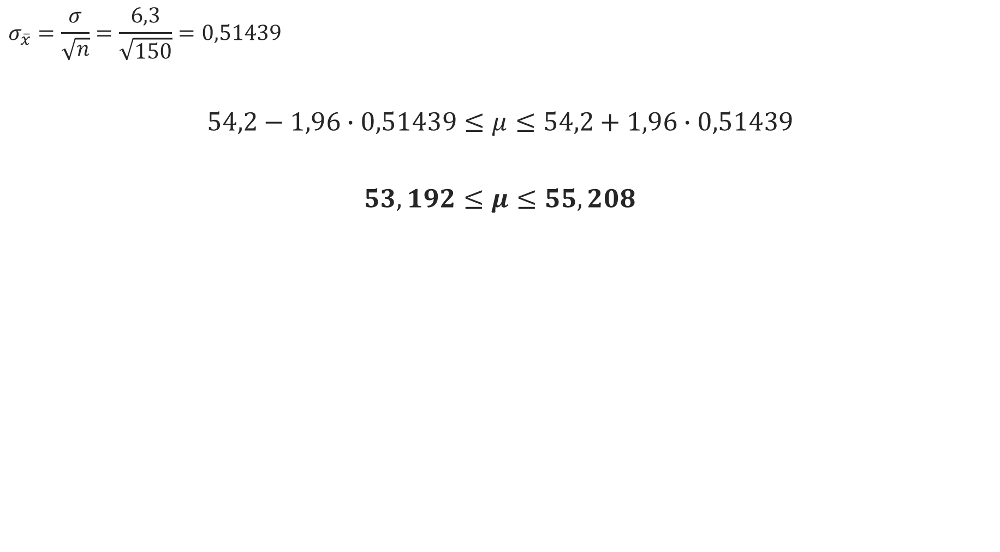 σx̄ = σ/√n = 6,3/√150 = 0,51439
54,2 − 1,96 · 0,51439 ≤ μ ≤ 54,2 + 1,96 · 0,51439
53, 192 ≤ μ ≤ 55, 208